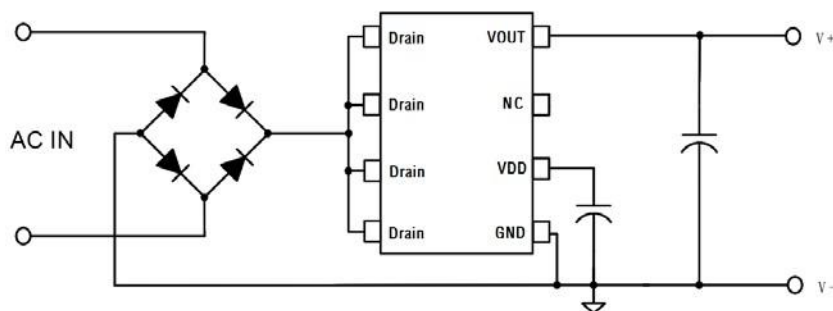 Drain VOUT V+
Drain NC
AC IN
Drain VDD
Drain GND
V-